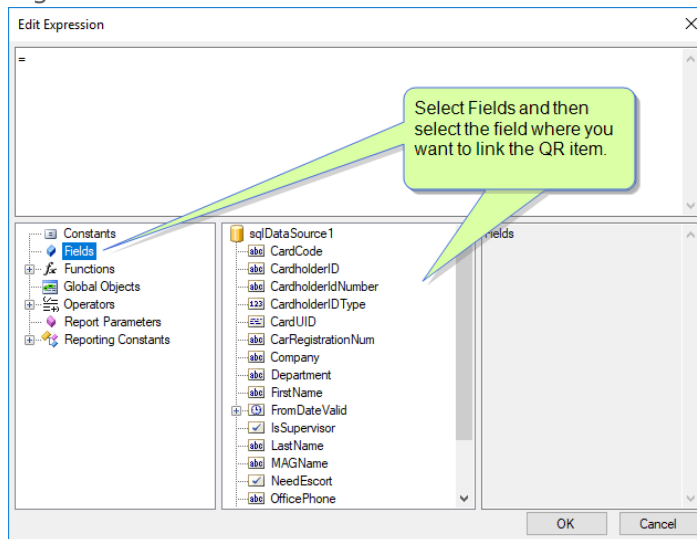 Edit Expression
=
Select Fields and then
select the field where you
want to link the QR item.
Constants
Fields
Functions
Global Objects
Operators
Report Parameters
Reporting Constants
sqlDataSource1
CardCode
CardholderID
CardholderIdNumber
CardholderIDType
CardUID
CarRegistrationNum
Company
Department
FirstName
FromDateValid
IsSupervisor
LastName
MAGName
NeedEscort
OfficePhone
Fields
OK Cancel